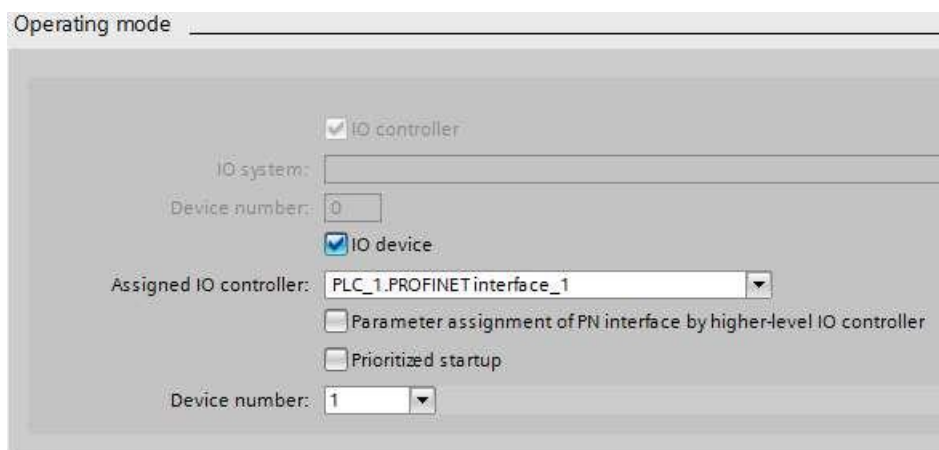 Operating mode
IO controller
IO system:
Device number: 0
IO device
Assigned IO controller: PLC_1.PROFINET interface_1
Parameter assignment of PN interface by higher-level IO controller
Prioritized startup
Device number: 1